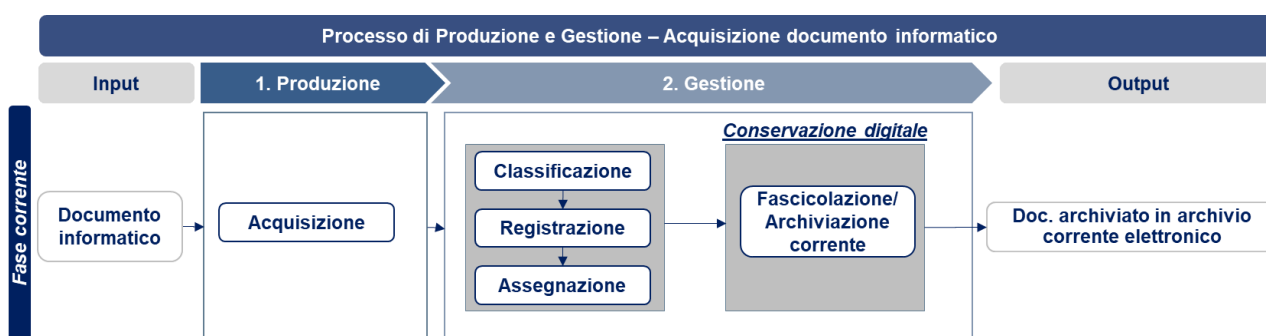 Processo di Produzione e Gestione – Acquisizione documento informatico
Input
1. Produzione
2. Gestione
Output
Fase corrente
Documento
informatico
Acquisizione
Classificazione
Registrazione
Assegnazione
Conservazione digitale
Fascicolazione/
Archiviazione
corrente
Doc. archiviato in archivio
corrente elettronico